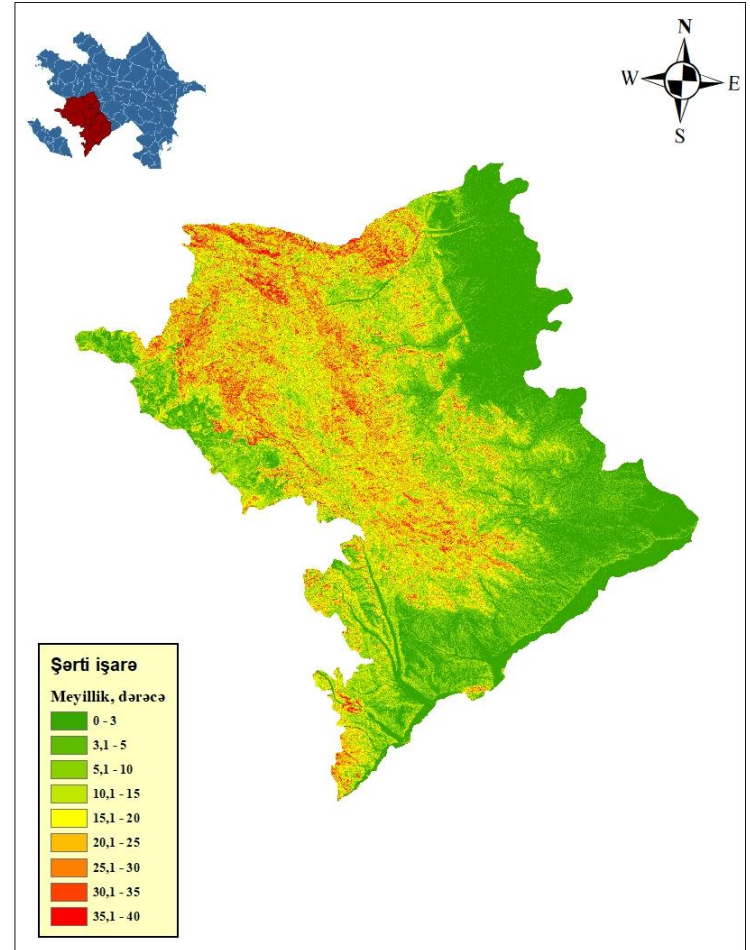 N
W E
S
Şərti işarə
Meyillik, dərəcə
0 - 3
3,1 - 5
5,1 - 10
10,1 - 15
15,1 - 20
20,1 - 25
25,1 - 30
30,1 - 35
35,1 - 40